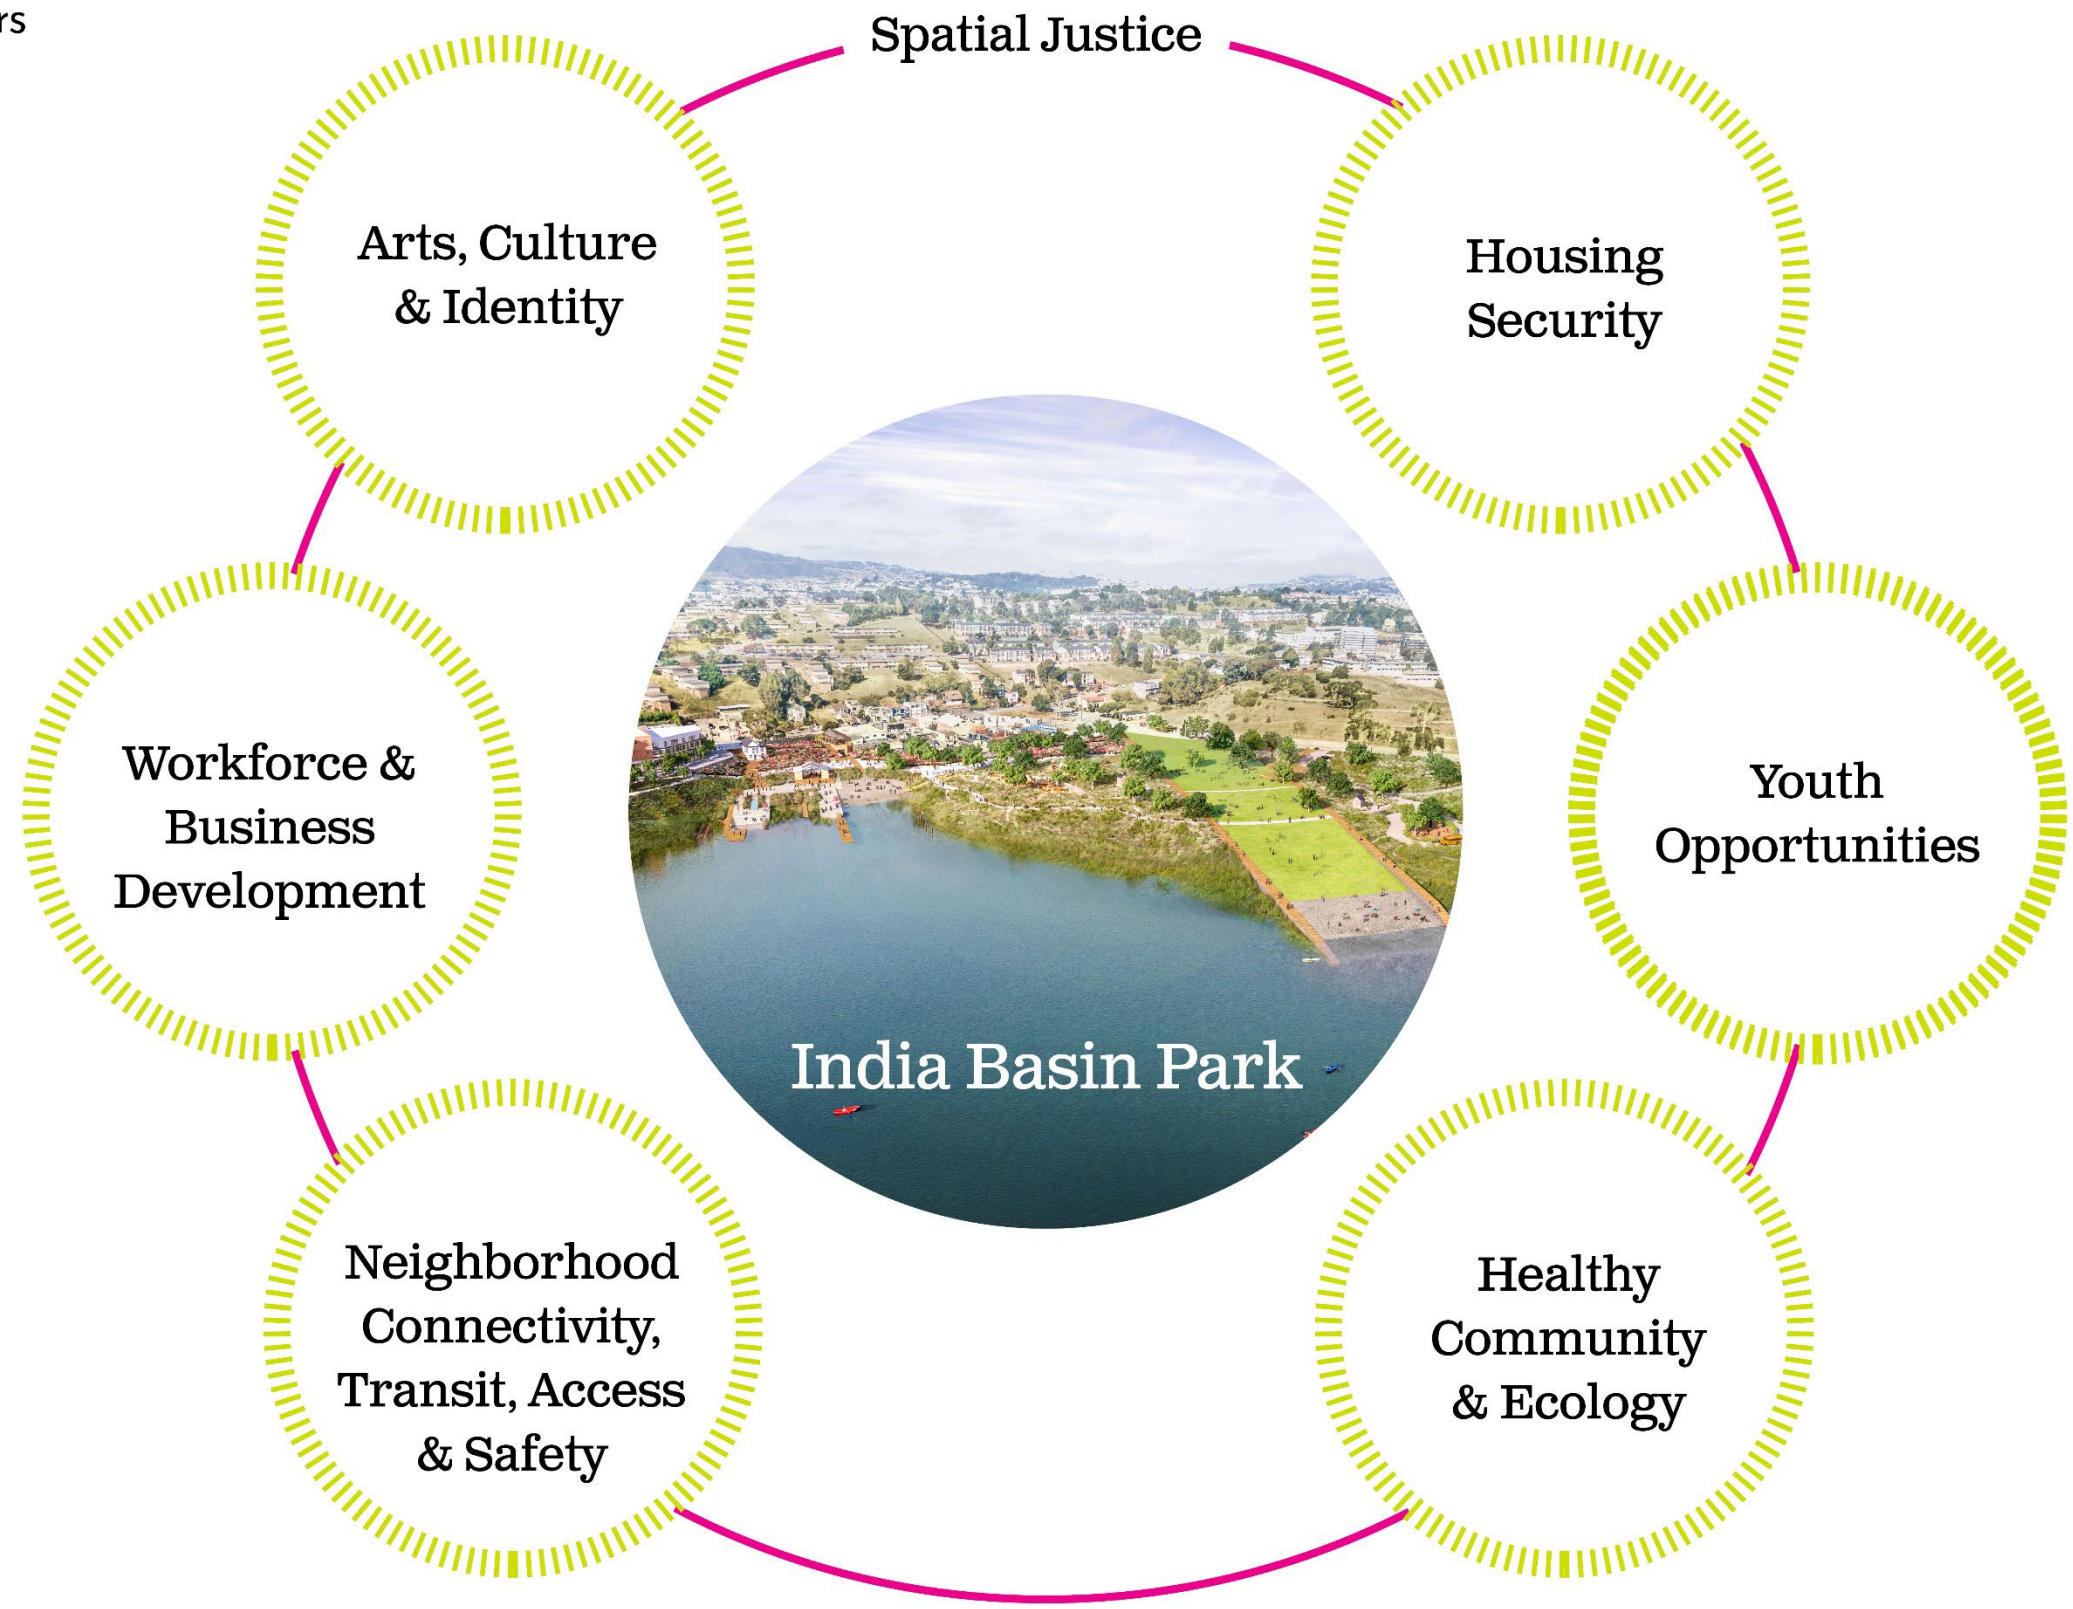 Spatial Justice
Arts, Culture
& Identity
Housing
Security
Workforce &
Business
Development
Youth
Opportunities
India Basin Park
Neighborhood
Connectivity,
Transit, Access
& Safety
Healthy
Community
& Ecology